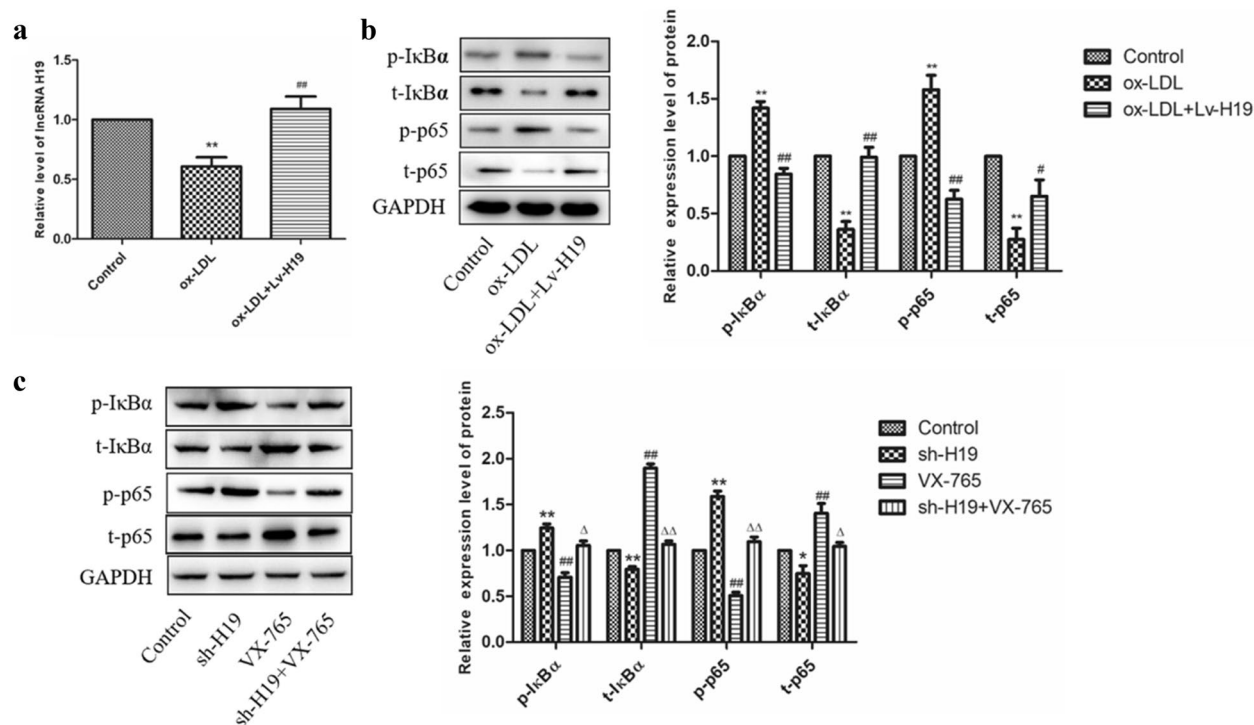 a
Relative level of lncRNA H19
1.5
1.0
0.5
0.0
**
##
Control
ox-LDL
ox-LDL+Lv-H19
b
p-IκBα
t-IκBα
p-p65
t-p65
GAPDH
Control
ox-LDL
ox-LDL+Lv-H19
Relative expression level of protein
2.0
1.5
1.0
0.5
0.0
**
##
**
##
**
##
**
#
p-IκBα
t-IκBα
p-p65
t-p65
Control
ox-LDL
ox-LDL+Lv-H19
c
p-IκBα
t-IκBα
p-p65
t-p65
GAPDH
Control
sh-H19
VX-765
sh-H19+VX-765
Relative expression level of protein
2.5
2.0
1.5
1.0
0.5
0.0
**
##
Δ
**
##
ΔΔ
**
##
ΔΔ
*
##
Δ
p-IκBα
t-IκBα
p-p65
t-p65
Control
sh-H19
VX-765
sh-H19+VX-765